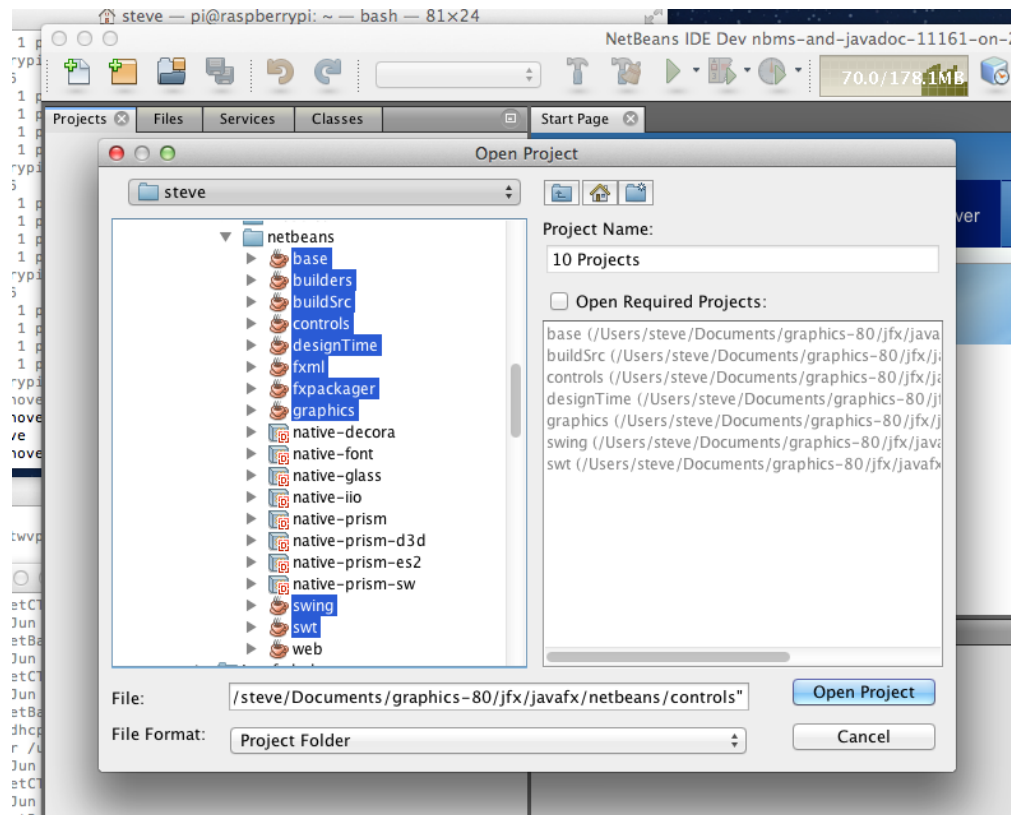 steve — pi@raspberrypi: ~ — bash — 81×24
NetBeans IDE Dev nbms-and-javadoc-11161-on-2
70.0/178.1MB
Projects
Files
Services
Classes
Start Page
Open Project
steve
netbeans
base
builders
buildSrc
controls
designTime
fxml
fxpackager
graphics
native-decora
native-font
native-glass
native-iio
native-prism
native-prism-d3d
native-prism-es2
native-prism-sw
swing
swt
web
Project Name:
10 Projects
Open Required Projects:
base (/Users/steve/Documents/graphics-80/jfx/java
buildSrc (/Users/steve/Documents/graphics-80/jfx/j
controls (/Users/steve/Documents/graphics-80/jfx/ja
designTime (/Users/steve/Documents/graphics-80/jf
graphics (/Users/steve/Documents/graphics-80/jfx/j
swing (/Users/steve/Documents/graphics-80/jfx/java
swt (/Users/steve/Documents/graphics-80/jfx/javafx
File:
/steve/Documents/graphics-80/jfx/javafx/netbeans/controls"
Open Project
File Format:
Project Folder
Cancel